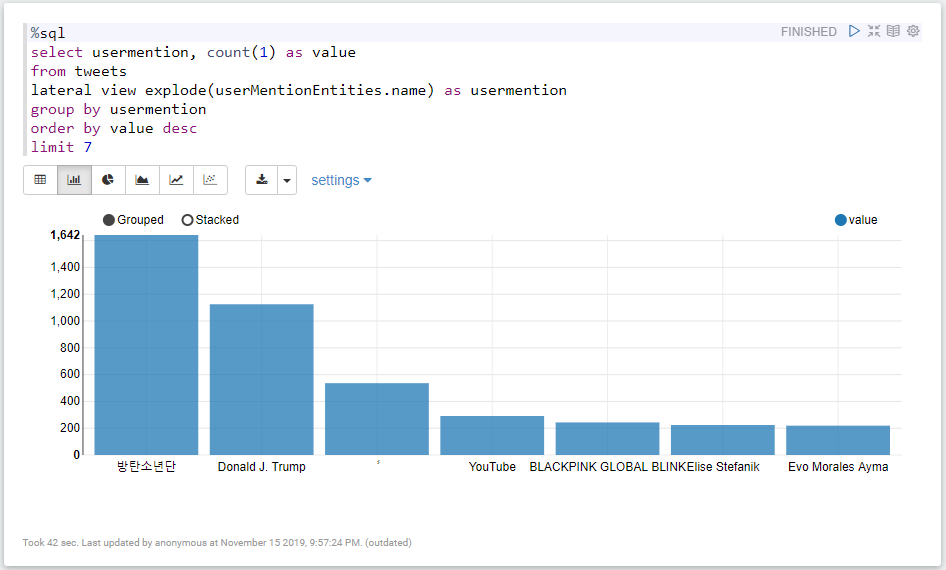 %sql
FINISHED
select usermention, count(1) as value
from tweets
lateral view explode(userMentionEntities.name) as usermention
group by usermention
order by value desc
limit 7
settings
Grouped Stacked value
1,642
1,400
1,200
1,000
800
600
400
200
0
방탄소년단 Donald J. Trump YouTube BLACKPINK GLOBAL BLINK Elise Stefanik Evo Morales Ayma
Took 42 sec. Last updated by anonymous at November 15 2019, 9:57:24 PM. (outdated)